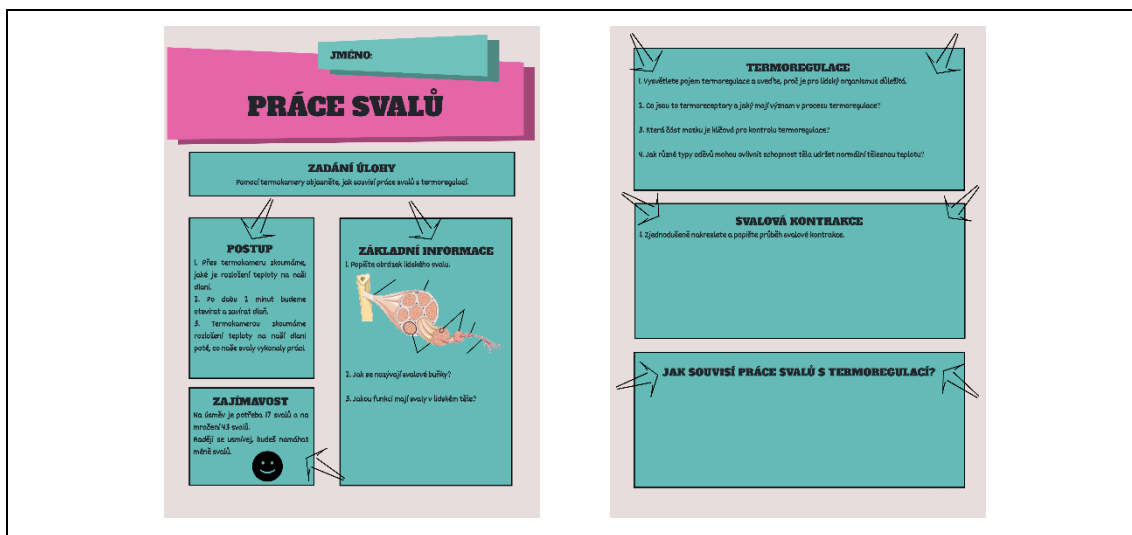 JMÉNO:
PRÁCE SVALŮ
ZADÁNÍ ÚLOHY
Pomocí termokamery objasněte, jak souvisí práce svalů s termoregulací.
POSTUP
1. Přes termokameru zkoumáme,
jaké je rozložení teploty na naší
dlani.
2. Po dobu 2 minut budeme
otevírat a zavírat dlaň.
3. Termokamerou zkoumáme
rozložení teploty na naší dlani
poté, co naše svaly vykonaly práci.
ZAJÍMAVOST
Na úsměv je potřeba 17 svalů a na
mračení 43 svalů.
Raději se usmívej, budeš namáhat
méně svalů.
ZÁKLADNÍ INFORMACE
1. Popište obrázek lidského svalu.
2. Jak se nazývají svalové buňky?
3. Jakou funkci mají svaly v lidském těle?
TERMOREGULACE
1. Vysvětlete pojem termoregulace a uveďte, proč je pro lidský organismus důležitá.
2. Co jsou to termoreceptory a jaký mají význam v procesu termoregulace?
3. Která část mozku je klíčová pro kontrolu termoregulace?
4. Jak různé typy oděvů mohou ovlivnit schopnost těla udržet normální tělesnou teplotu?
SVALOVÁ KONTRAKCE
1. Zjednodušeně nakreslete a popište průběh svalové kontrakce.
JAK SOUVISÍ PRÁCE SVALŮ S TERMOREGULACÍ?